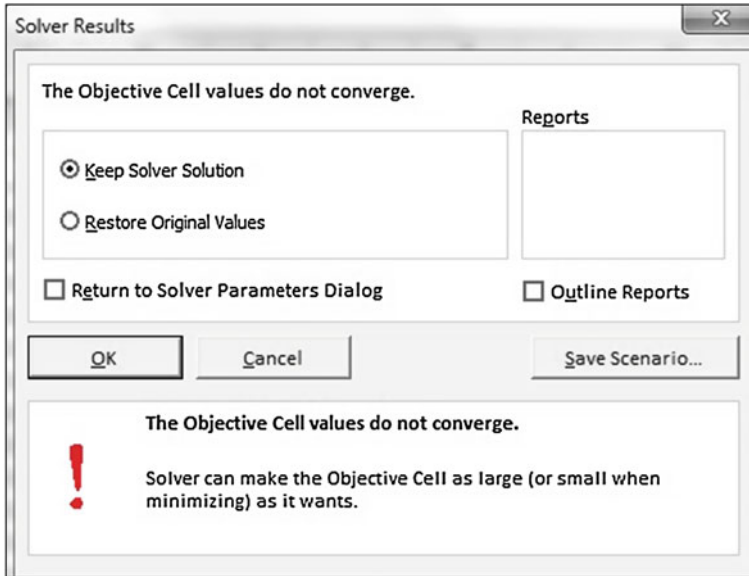 Solver Results
The Objective Cell values do not converge.
Reports
Keep Solver Solution
Restore Original Values
Return to Solver Parameters Dialog
Outline Reports
OK
Cancel
Save Scenario...
The Objective Cell values do not converge.
Solver can make the Objective Cell as large (or small when
minimizing) as it wants.